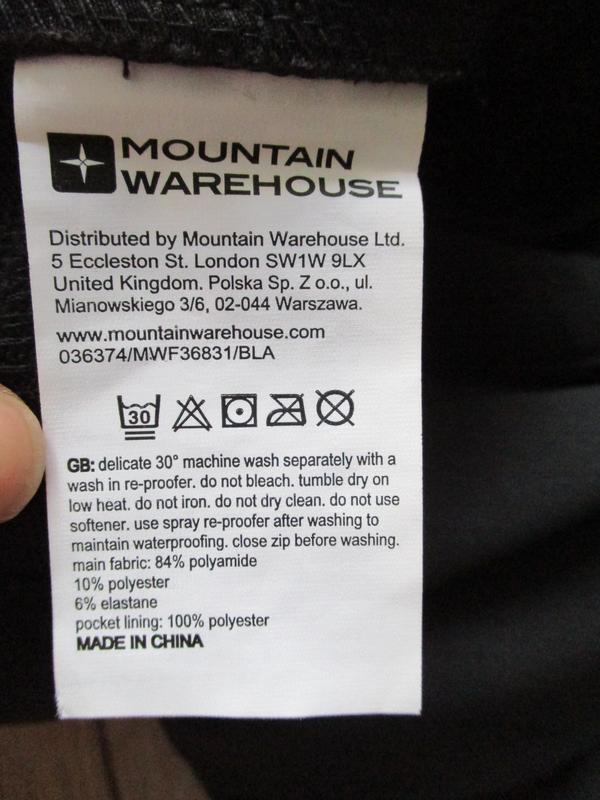 MOUNTAIN
WAREHOUSE
Distributed by Mountain Warehouse Ltd.
5 Eccleston St. London SW1W 9LX
United Kingdom. Polska Sp. Z o.o., ul.
Mianowskiego 3/6, 02-044 Warszawa.
www.mountainwarehouse.com
036374/MWF36831/BLA
30
GB: delicate 30° machine wash separately with a
wash in re-proofer. do not bleach. tumble dry on
low heat. do not iron. do not dry clean. do not use
softener. use spray re-proofer after washing to
maintain waterproofing. close zip before washing.
main fabric: 84% polyamide
10% polyester
6% elastane
pocket lining: 100% polyester
MADE IN CHINA